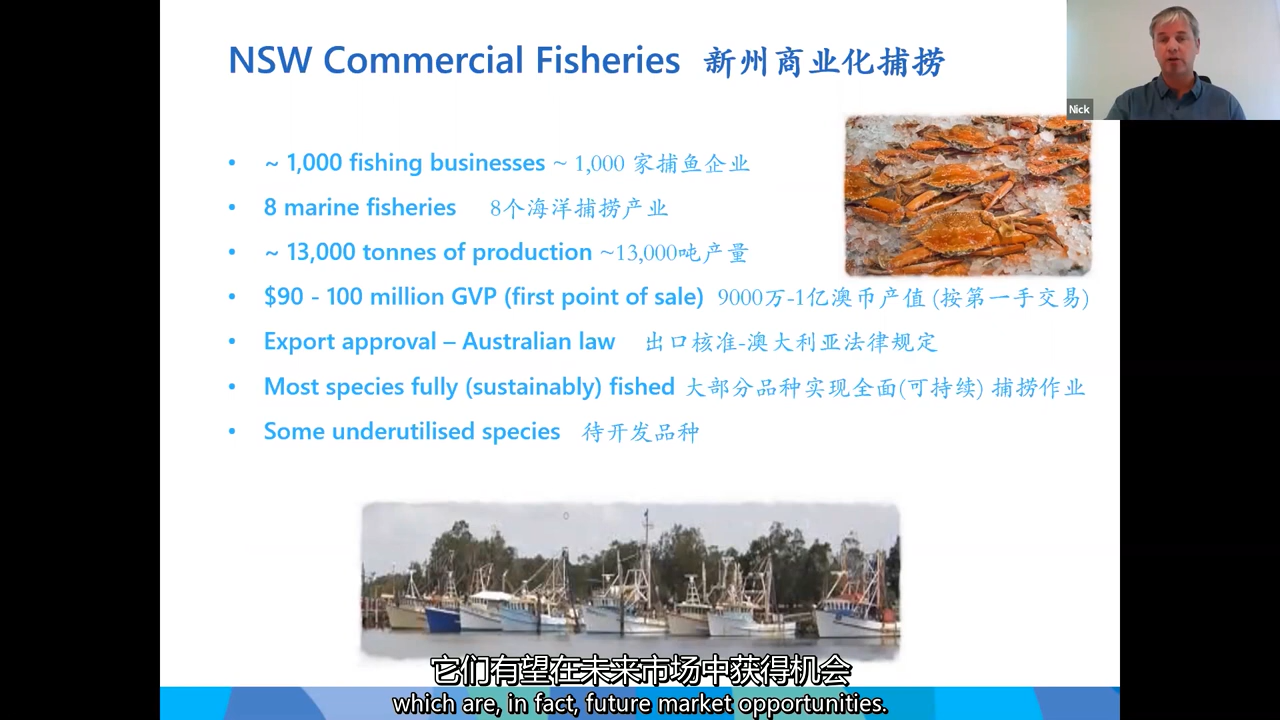 NSW Commercial Fisheries 新州商业化捕捞
Nick
• ~ 1,000 fishing businesses ~ 1,000 家捕鱼企业
• 8 marine fisheries 8个海洋捕捞产业
• ~ 13,000 tonnes of production ~13,000吨产量
• $90 - 100 million GVP (first point of sale) 9000万-1亿澳币产值 (按第一手交易)
• Export approval – Australian law 出口核准-澳大利亚法律规定
• Most species fully (sustainably) fished 大部分品种实现全面(可持续) 捕捞作业
• Some underutilised species 待开发品种
它们有望在未来市场中获得机会
which are, in fact, future market opportunities.